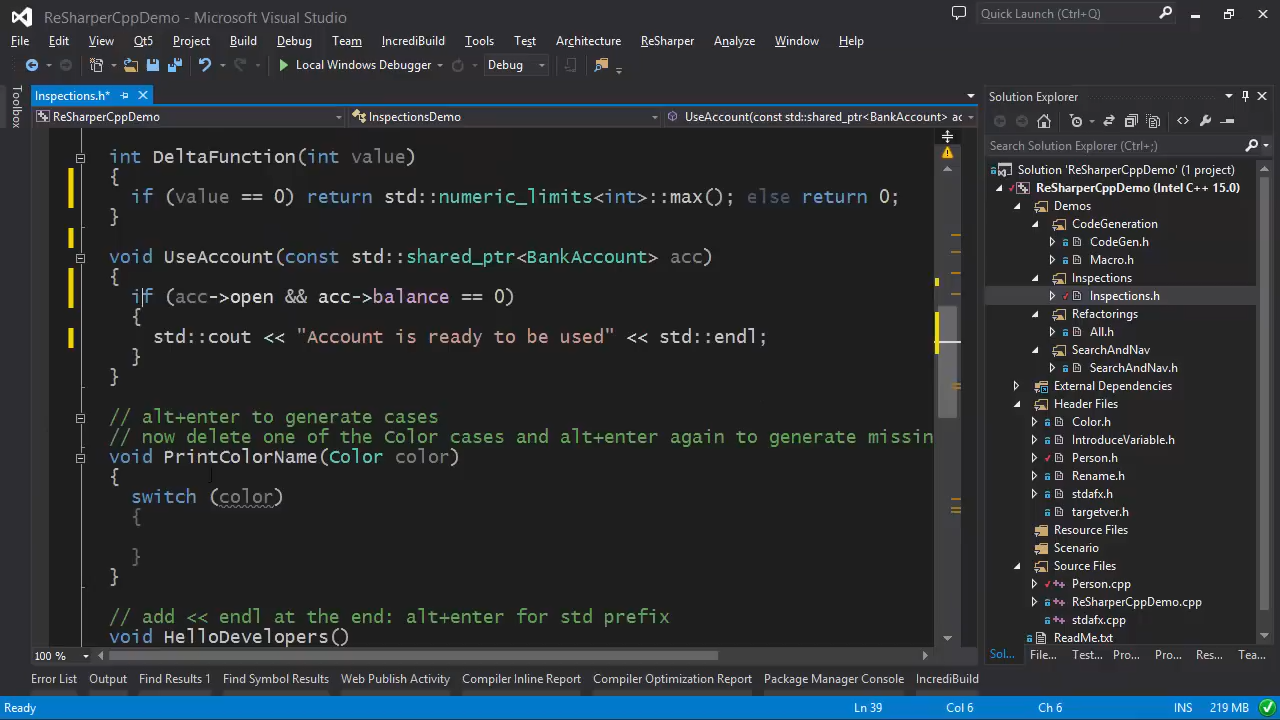 ReSharperCppDemo - Microsoft Visual Studio
Quick Launch (Ctrl+Q)
File Edit View Qt5 Project Build Debug Team IncrediBuild Tools Test Architecture ReSharper Analyze Window Help
Local Windows Debugger Debug
Toolbox
Inspections.h*
ReSharperCppDemo InspectionsDemo UseAccount(const std::shared_ptr<BankAccount> ac
int DeltaFunction(int value)
{
if (value == 0) return std::numeric_limits<int>::max(); else return 0;
}
void UseAccount(const std::shared_ptr<BankAccount> acc)
{
if (acc->open && acc->balance == 0)
{
std::cout << "Account is ready to be used" << std::endl;
}
}
// alt+enter to generate cases
// now delete one of the Color cases and alt+enter again to generate missin
void PrintColorName(Color color)
{
switch (color)
{
}
}
// add << endl at the end: alt+enter for std prefix
void HelloDevelopers()
100 %
Solution Explorer
Search Solution Explorer (Ctrl+;)
Solution 'ReSharperCppDemo' (1 project)
ReSharperCppDemo (Intel C++ 15.0)
Demos
CodeGeneration
CodeGen.h
Macro.h
Inspections
Inspections.h
Refactorings
All.h
SearchAndNav
SearchAndNav.h
External Dependencies
Header Files
Color.h
IntroduceVariable.h
Person.h
Rename.h
stdafx.h
targetver.h
Resource Files
Scenario
Source Files
Person.cpp
ReSharperCppDemo.cpp
stdafx.cpp
ReadMe.txt
Sol... File... Test... Pro... Pro... Res... Tea...
Error List Output Find Results 1 Find Symbol Results Web Publish Activity Compiler Inline Report Compiler Optimization Report Package Manager Console IncrediBuild
Ready Ln 39 Col 6 Ch 6 INS 219 MB